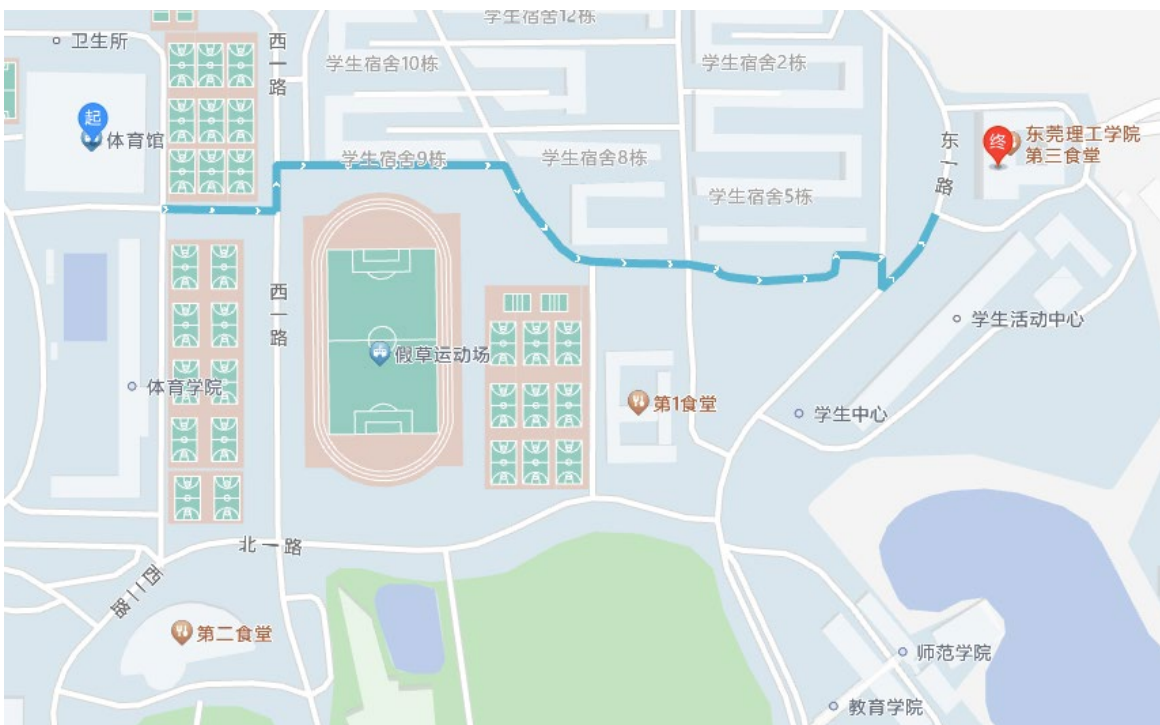 学生宿舍12栋
卫生所
西一路
学生宿舍10栋
学生宿舍2栋
起
体育馆
东一路
终
东莞理工学院
第三食堂
学生宿舍9栋
学生宿舍8栋
学生宿舍5栋
西一路
学生活动中心
假草运动场
体育学院
第1食堂
学生中心
北一路
西二路
第二食堂
师范学院
教育学院